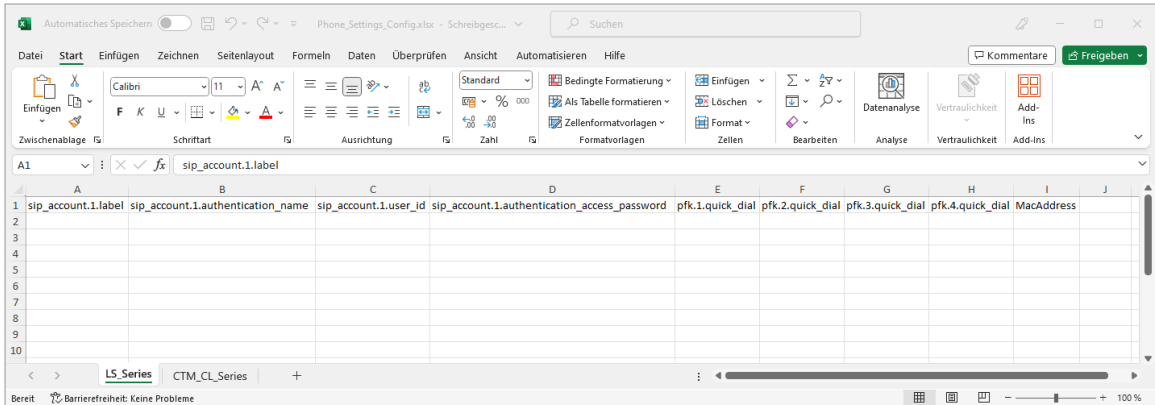 Automatisches Speichern Phone_Settings_Config.xlsx - Schreibgesc... Suchen
Datei Start Einfügen Zeichnen Seitenlayout Formeln Daten Überprüfen Ansicht Automatisieren Hilfe Kommentare Freigeben
Calibri 11 Standard Bedingte Formatierung Einfügen
Einfügen F K U % 000 Als Tabelle formatieren Löschen Datenanalyse Vertraulichkeit Add-Ins
Zellenformatvorlagen Format
Zwischenablage Schriftart Ausrichtung Zahl Formatvorlagen Zellen Bearbeiten Analyse Vertraulichkeit Add-Ins
A1 fx sip_account.1.label
A B C D E F G H I J
1 sip_account.1.label sip_account.1.authentication_name sip_account.1.user_id sip_account.1.authentication_access_password pfk.1.quick_dial pfk.2.quick_dial pfk.3.quick_dial pfk.4.quick_dial MacAddress
2
3
4
5
6
7
8
9
10
LS_Series CTM_CL_Series
Bereit Barrierefreiheit: Keine Probleme 100 %